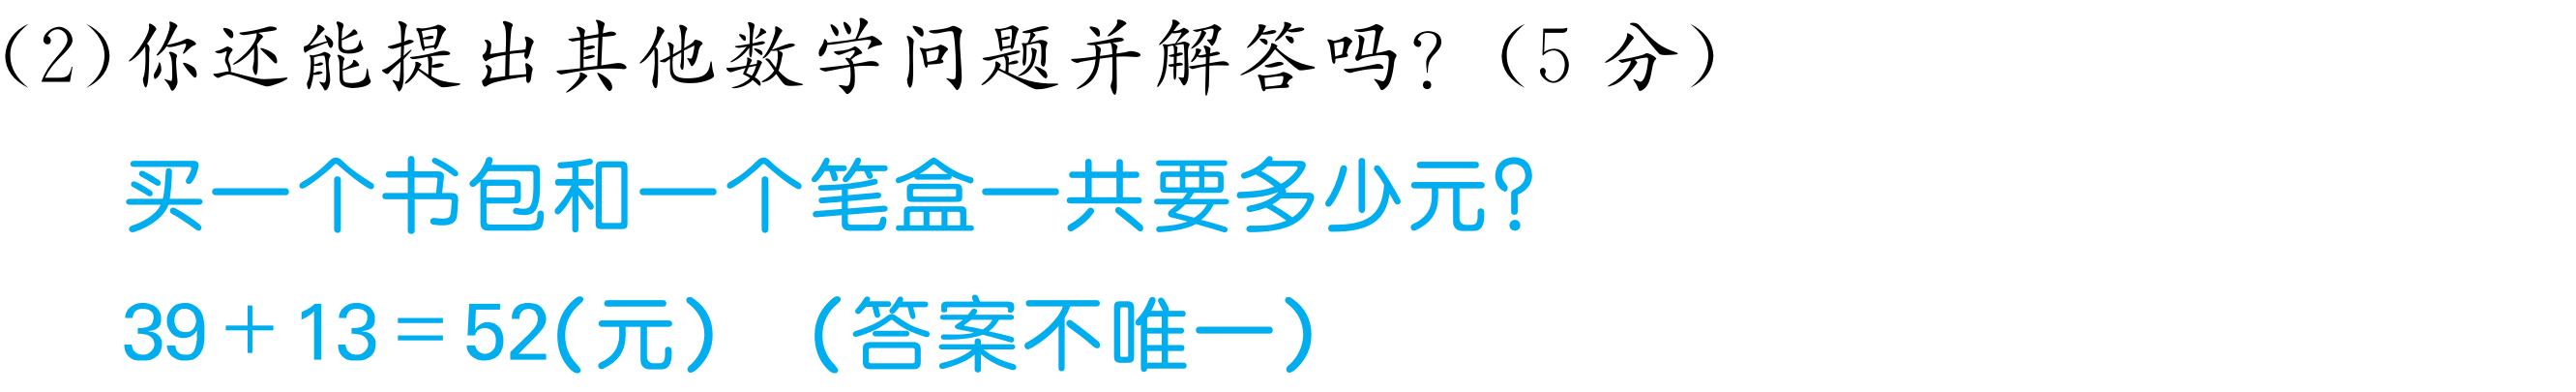 (2)你还能提出其他数学问题并解答吗?(5 分)
买一个书包和一个笔盒一共要多少元?
39+13=52(元) (答案不唯一)